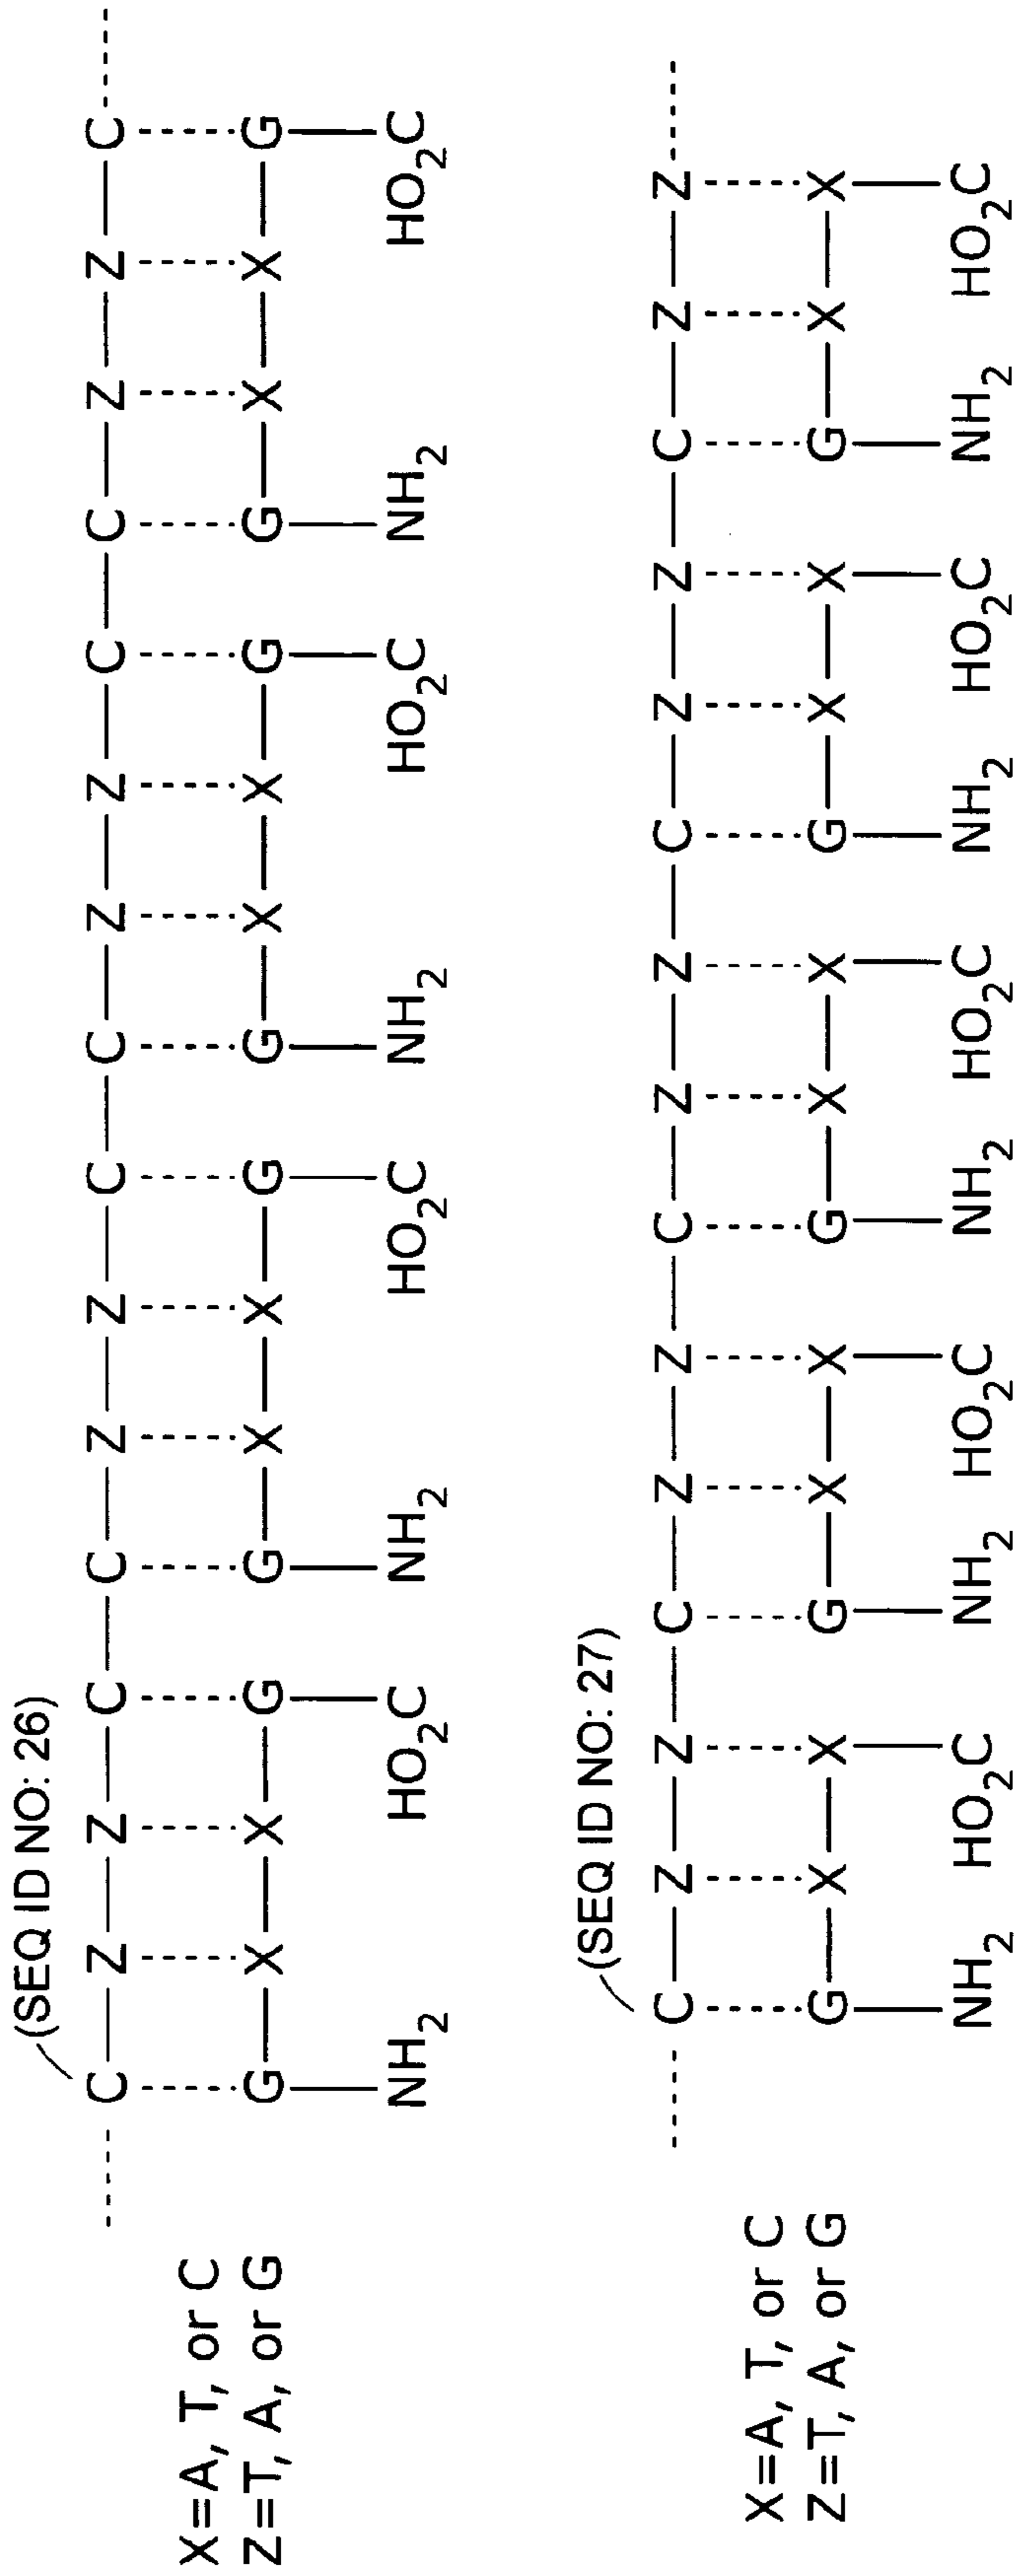 (SEQ ID NO: 26)
C Z Z C C Z Z C C Z Z C C Z Z C
X=A, T, or C
Z=T, A, or G
G X X G G X X G G X X G G X X G
NH2 HO2C NH2 HO2C NH2 HO2C NH2 HO2C
(SEQ ID NO: 27)
C Z Z C Z Z C Z Z C Z Z C Z Z
X=A, T, or C
Z=T, A, or G
G X X G X X G X X G X X G X X
NH2 HO2C NH2 HO2C NH2 HO2C NH2 HO2C NH2 HO2C